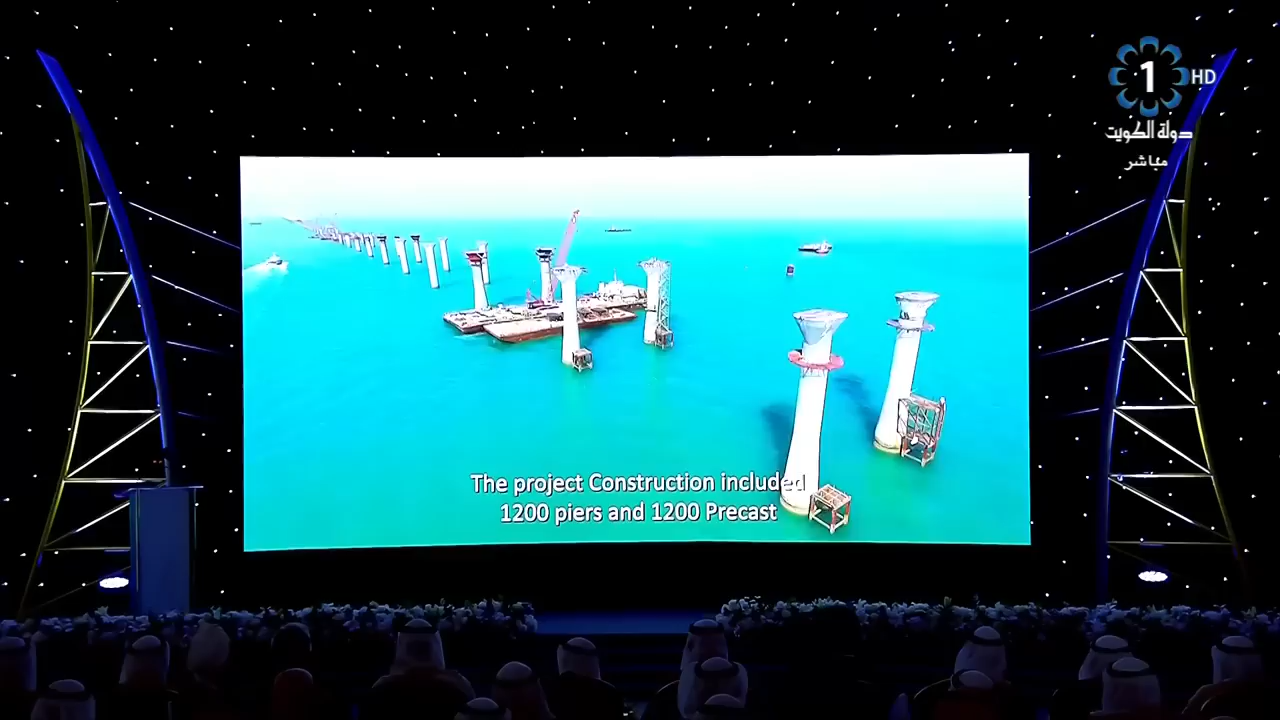 1 HD
دولة الكويت
مباشر
The project Construction included
1200 piers and 1200 Precast